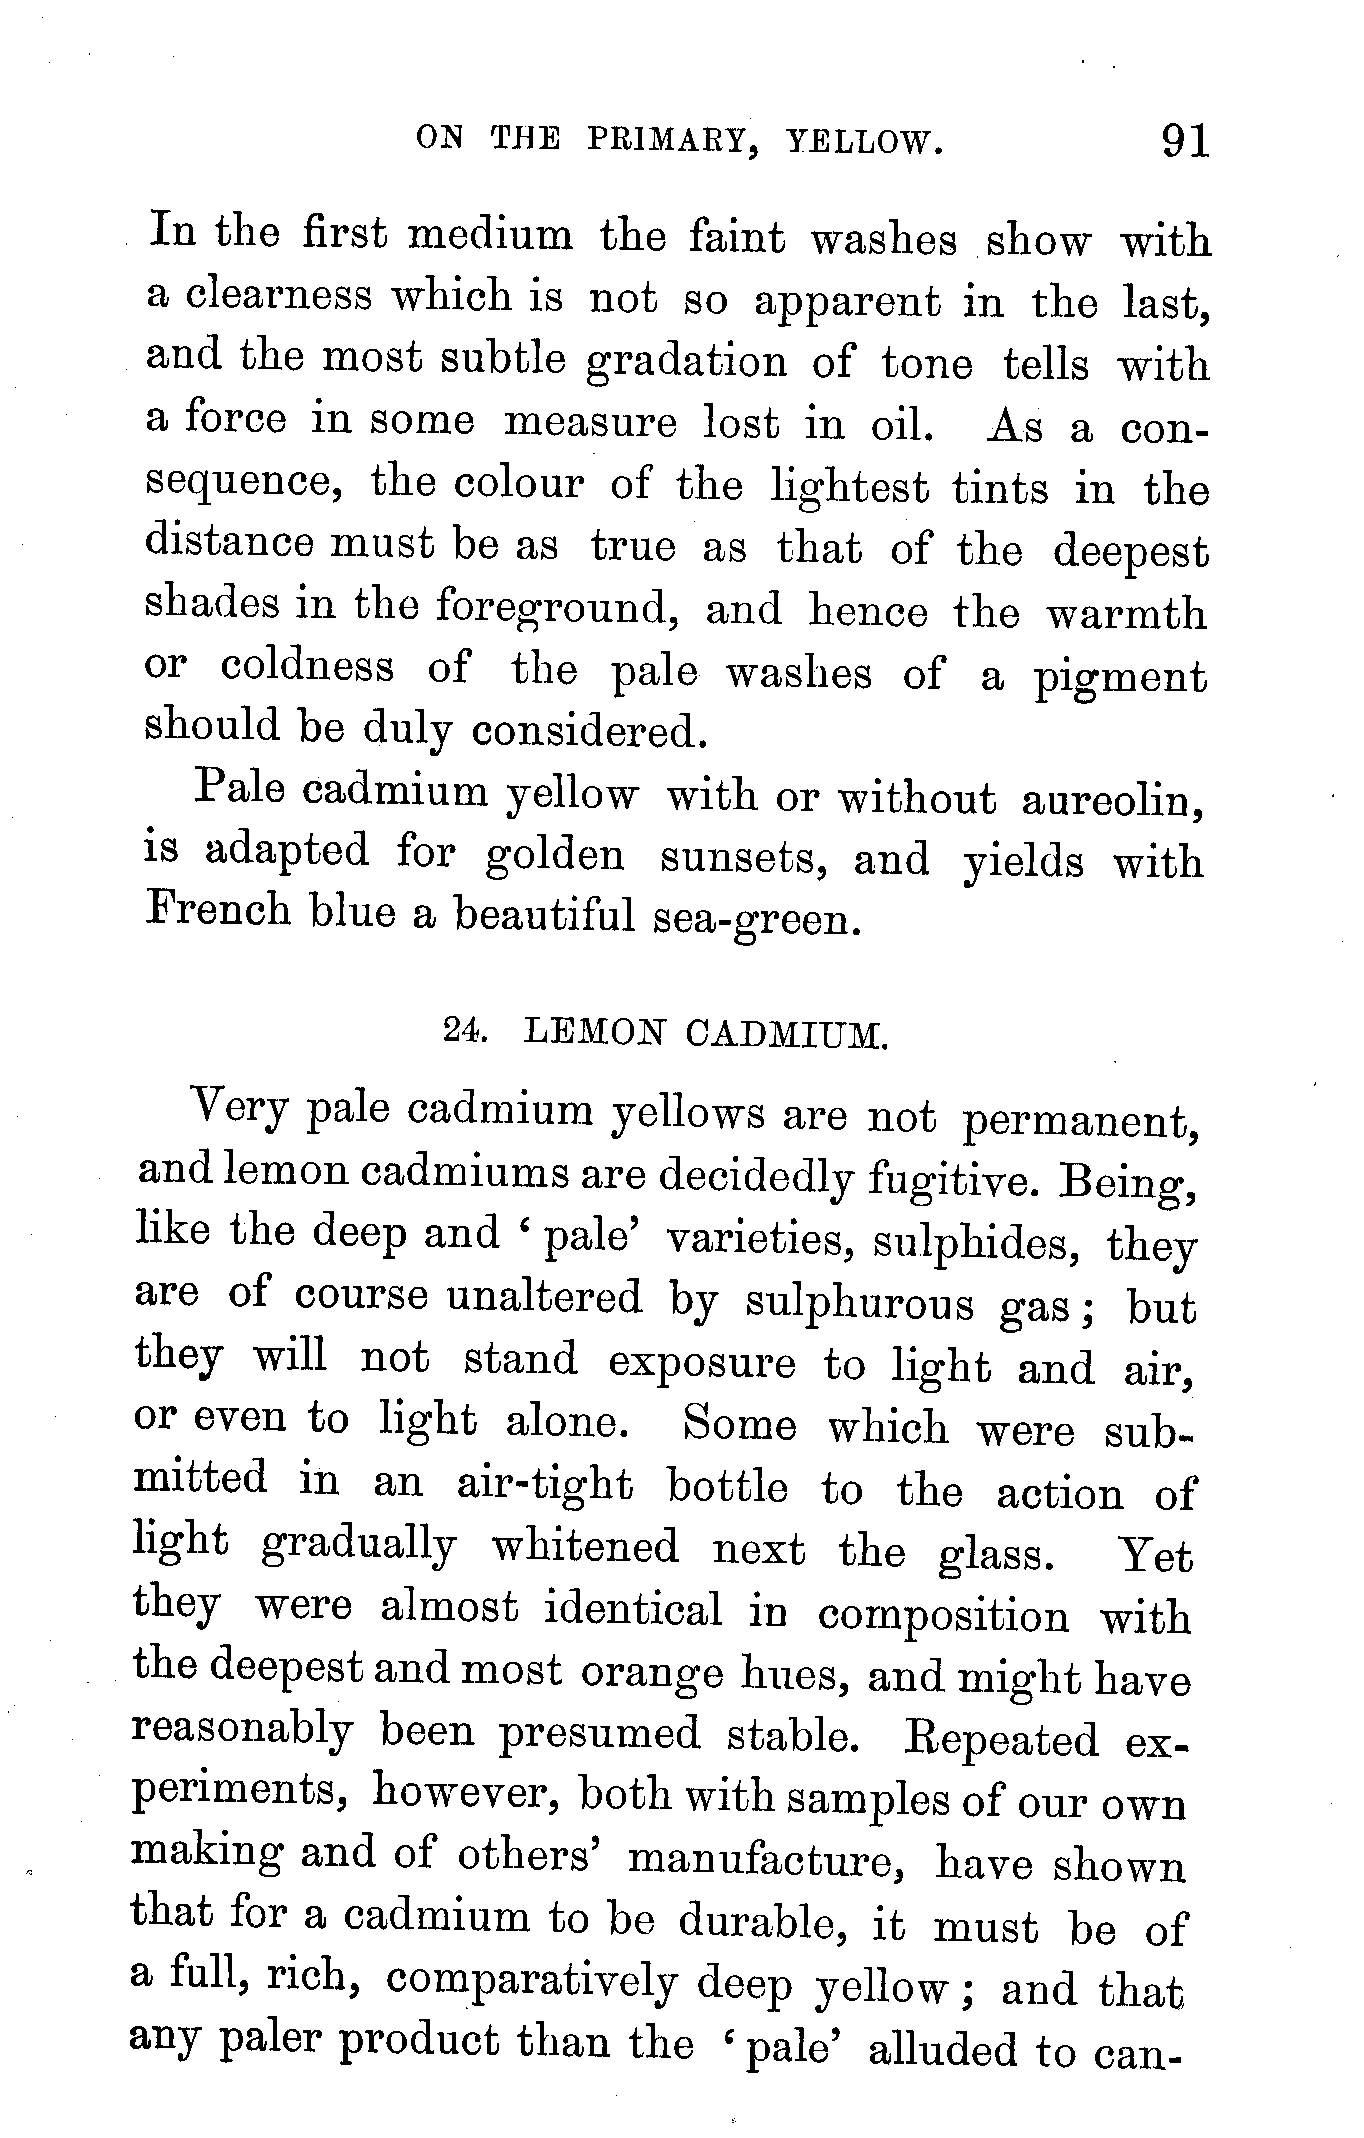 ON THE PRIMARY, YELLOW. 91
In the first medium the faint washes show with
a clearness which is not so apparent in the last,
and the most subtle gradation of tone tells with
a force in some measure lost in oil. As a con-
sequence, the colour of the lightest tints in the
distance must be as true as that of the deepest
shades in the foreground, and hence the warmth
or coldness of the pale washes of a pigment
should be duly considered.
Pale cadmium yellow with or without aureolin,
is adapted for golden sunsets, and yields with
French blue a beautiful sea-green.
24. LEMON CADMIUM.
Very pale cadmium yellows are not permanent,
and lemon cadmiums are decidedly fugitive. Being,
like the deep and ‘pale’ varieties, sulphides, they
are of course unaltered by sulphurous gas; but
they will not stand exposure to light and air,
or even to light alone. Some which were sub-
mitted in an air-tight bottle to the action of
light gradually whitened next the glass. Yet
they were almost identical in composition with
the deepest and most orange hues, and might have
reasonably been presumed stable. Repeated ex-
periments, however, both with samples of our own
making and of others’ manufacture, have shown
that for a cadmium to be durable, it must be of
a full, rich, comparatively deep yellow; and that
any paler product than the ‘pale’ alluded to can-